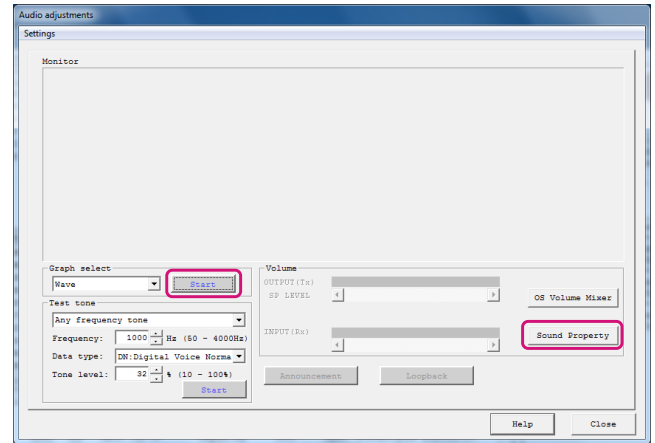 Audio adjustments
Settings
Monitor
Graph select
Wave
Start
Test tone
Any frequency tone
Frequency: 1000 Hz (50 - 4000Hz)
Data type: DN:Digital Voice Norma
Tone level: 32 % (10 - 100%)
Start
Volume
OUTPUT(Tx)
SP LEVEL
OS Volume Mixer
INPUT(Rx)
Sound Property
Announcement
Loopback
Help
Close